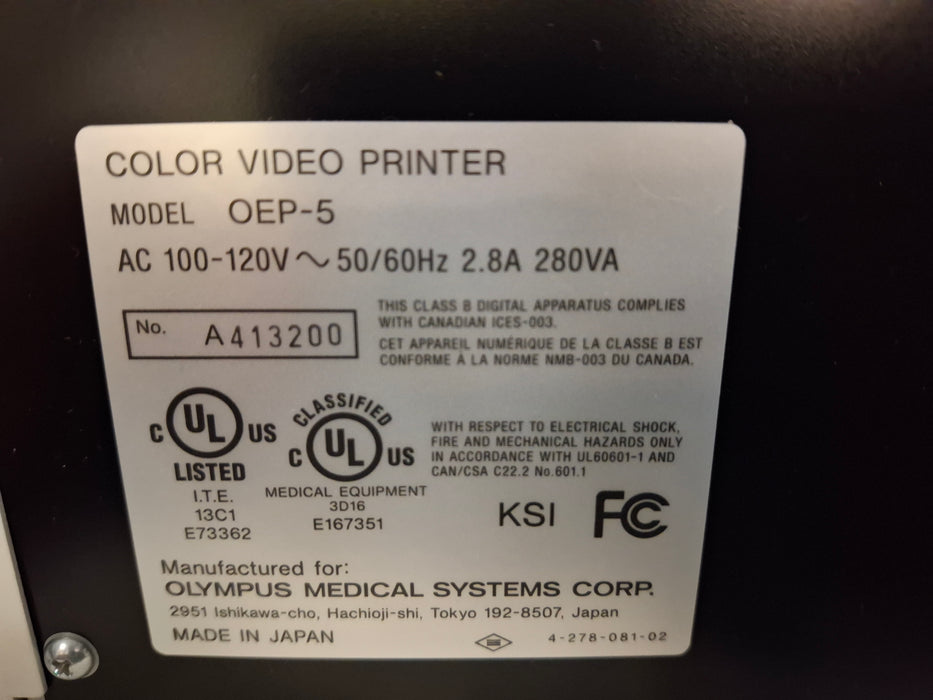 COLOR VIDEO PRINTER
MODEL OEP-5
AC 100-120V ~ 50/60Hz 2.8A 280VA
No. A413200
THIS CLASS B DIGITAL APPARATUS COMPLIES
WITH CANADIAN ICES-003.
CET APPAREIL NUMÉRIQUE DE LA CLASSE B EST
CONFORME À LA NORME NMB-003 DU CANADA.
C UL US
LISTED
I.T.E.
13C1
E73362
CLASSIFIED
C UL US
MEDICAL EQUIPMENT
3D16
E167351
WITH RESPECT TO ELECTRICAL SHOCK,
FIRE AND MECHANICAL HAZARDS ONLY
IN ACCORDANCE WITH UL60601-1 AND
CAN/CSA C22.2 No.601.1
KSI FC
Manufactured for:
OLYMPUS MEDICAL SYSTEMS CORP.
2951 Ishikawa-cho, Hachioji-shi, Tokyo 192-8507, Japan
MADE IN JAPAN
4-278-081-02